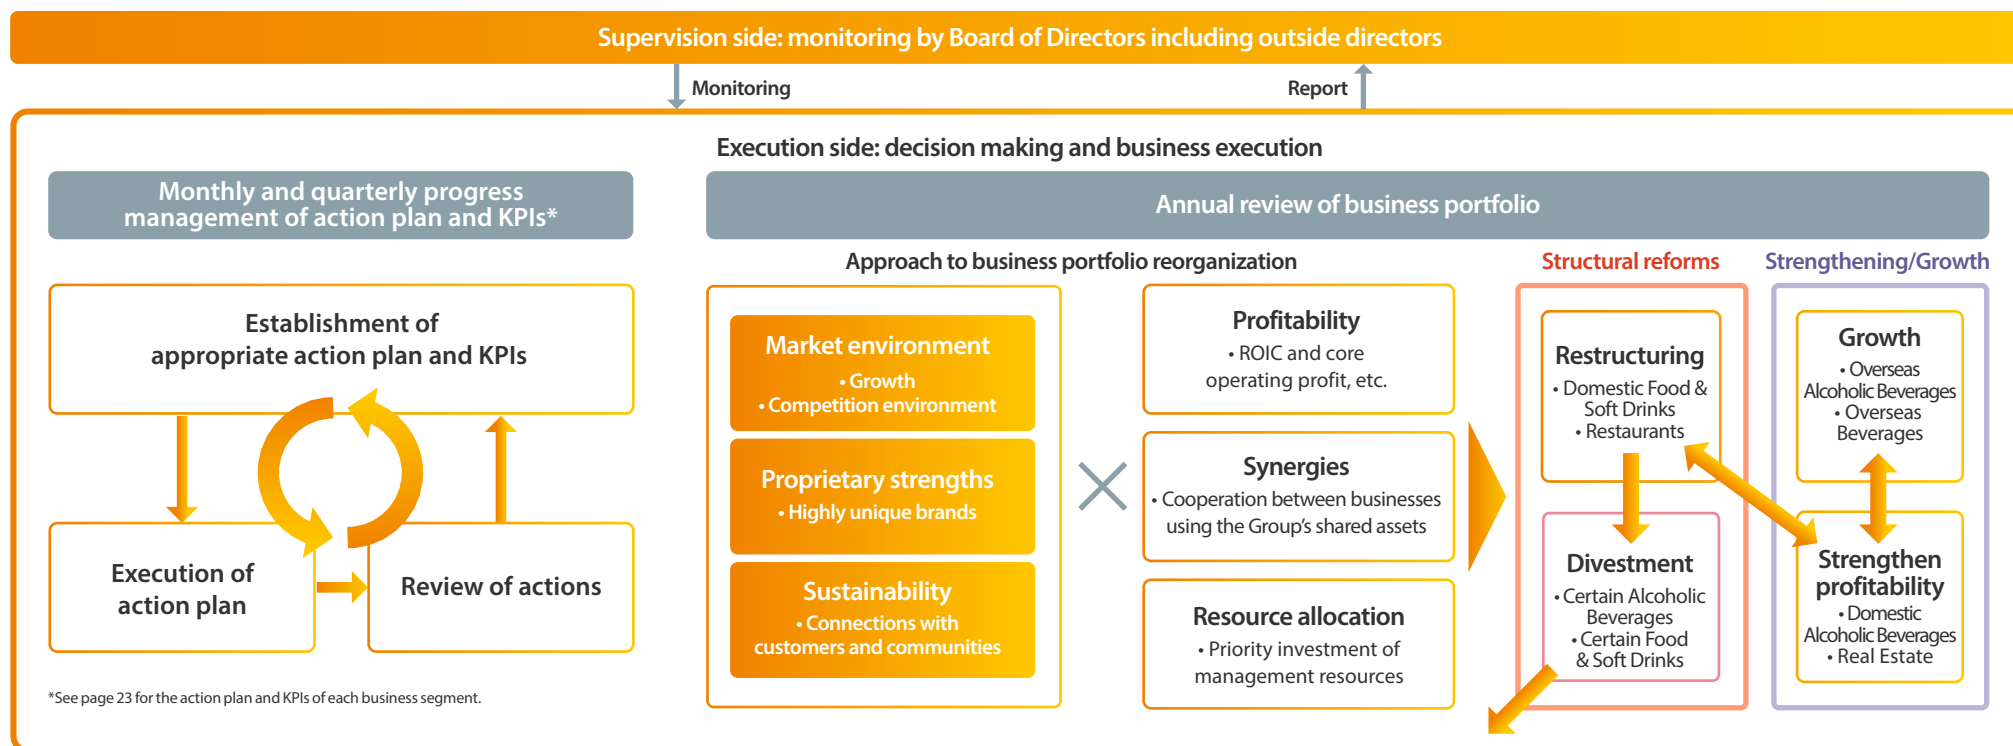 Supervision side: monitoring by Board of Directors including outside directors
Monitoring
Report
Execution side: decision making and business execution
Monthly and quarterly progress
management of action plan and KPIs*
Establishment of
appropriate action plan and KPIs
Execution of
action plan
Review of actions
*See page 23 for the action plan and KPIs of each business segment.
Annual review of business portfolio
Approach to business portfolio reorganization
Market environment
• Growth
• Competition environment
Proprietary strengths
• Highly unique brands
Sustainability
• Connections with
customers and communities
Profitability
• ROIC and core
operating profit, etc.
Synergies
• Cooperation between businesses
using the Group's shared assets
Resource allocation
• Priority investment of
management resources
Structural reforms
Restructuring
• Domestic Food &
Soft Drinks
• Restaurants
Divestment
• Certain Alcoholic
Beverages
• Certain Food
& Soft Drinks
Strengthening/Growth
Growth
• Overseas
Alcoholic Beverages
• Overseas
Beverages
Strengthen
profitability
• Domestic
Alcoholic Beverages
• Real Estate